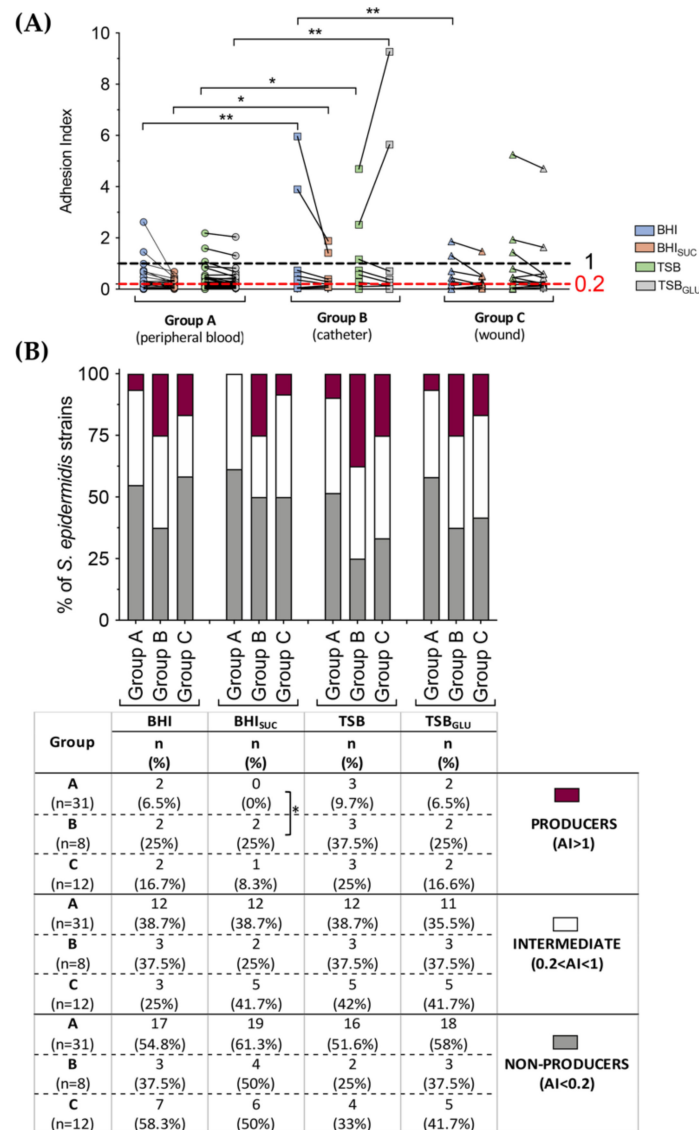 (A)
**
**
*
*
**
10
8
6
4
2
0
Adhesion Index
1
0.2
BHI
BHISUC
TSB
TSBGLU
Group A
(peripheral blood)
Group B
(catheter)
Group C
(wound)
(B)
100
75
50
25
0
% of S. epidermidis strains
Group A
Group B
Group C
Group A
Group B
Group C
Group A
Group B
Group C
Group A
Group B
Group C
Group BHI BHISUC TSB TSBGLU
n n n n
(%) (%) (%) (%)
A 2 0 3 2
(n=31) (6.5%) (0%) (9.7%) (6.5%)
*
B 2 2 3 2
(n=8) (25%) (25%) (37.5%) (25%)
C 2 1 3 2
(n=12) (16.7%) (8.3%) (25%) (16.6%)
PRODUCERS
(AI>1)
A 12 12 12 11
(n=31) (38.7%) (38.7%) (38.7%) (35.5%)
B 3 2 3 3
(n=8) (37.5%) (25%) (37.5%) (37.5%)
C 3 5 5 5
(n=12) (25%) (41.7%) (42%) (41.7%)
INTERMEDIATE
(0.2<AI<1)
A 17 19 16 18
(n=31) (54.8%) (61.3%) (51.6%) (58%)
B 3 4 2 3
(n=8) (37.5%) (50%) (25%) (37.5%)
C 7 6 4 5
(n=12) (58.3%) (50%) (33%) (41.7%)
NON-PRODUCERS
(AI<0.2)